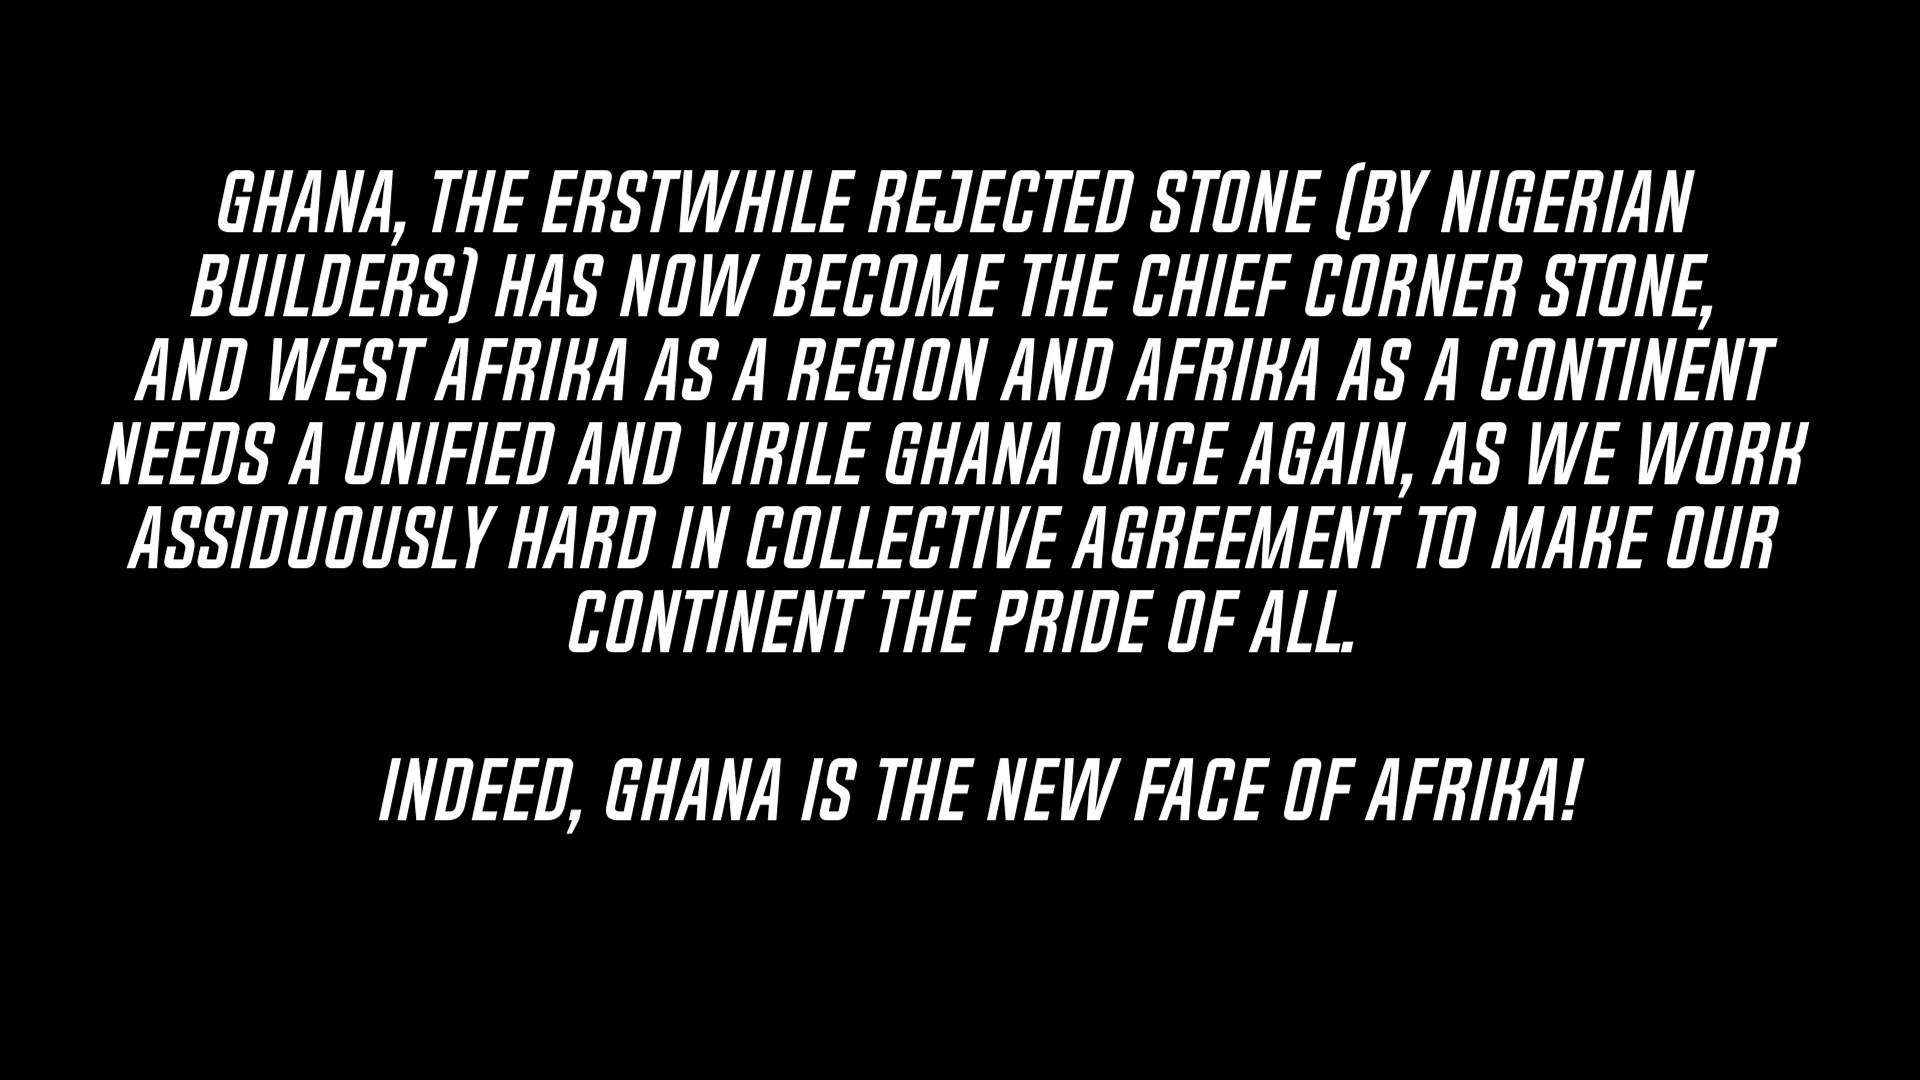 GHANA, THE ERSTWHILE REJECTED STONE (BY NIGERIAN
BUILDERS) HAS NOW BECOME THE CHIEF CORNER STONE,
AND WEST AFRIKA AS A REGION AND AFRIKA AS A CONTINENT
NEEDS A UNIFIED AND VIRILE GHANA ONCE AGAIN, AS WE WORK
ASSIDUOUSLY HARD IN COLLECTIVE AGREEMENT TO MAKE OUR
CONTINENT THE PRIDE OF ALL.
INDEED, GHANA IS THE NEW FACE OF AFRIKA!